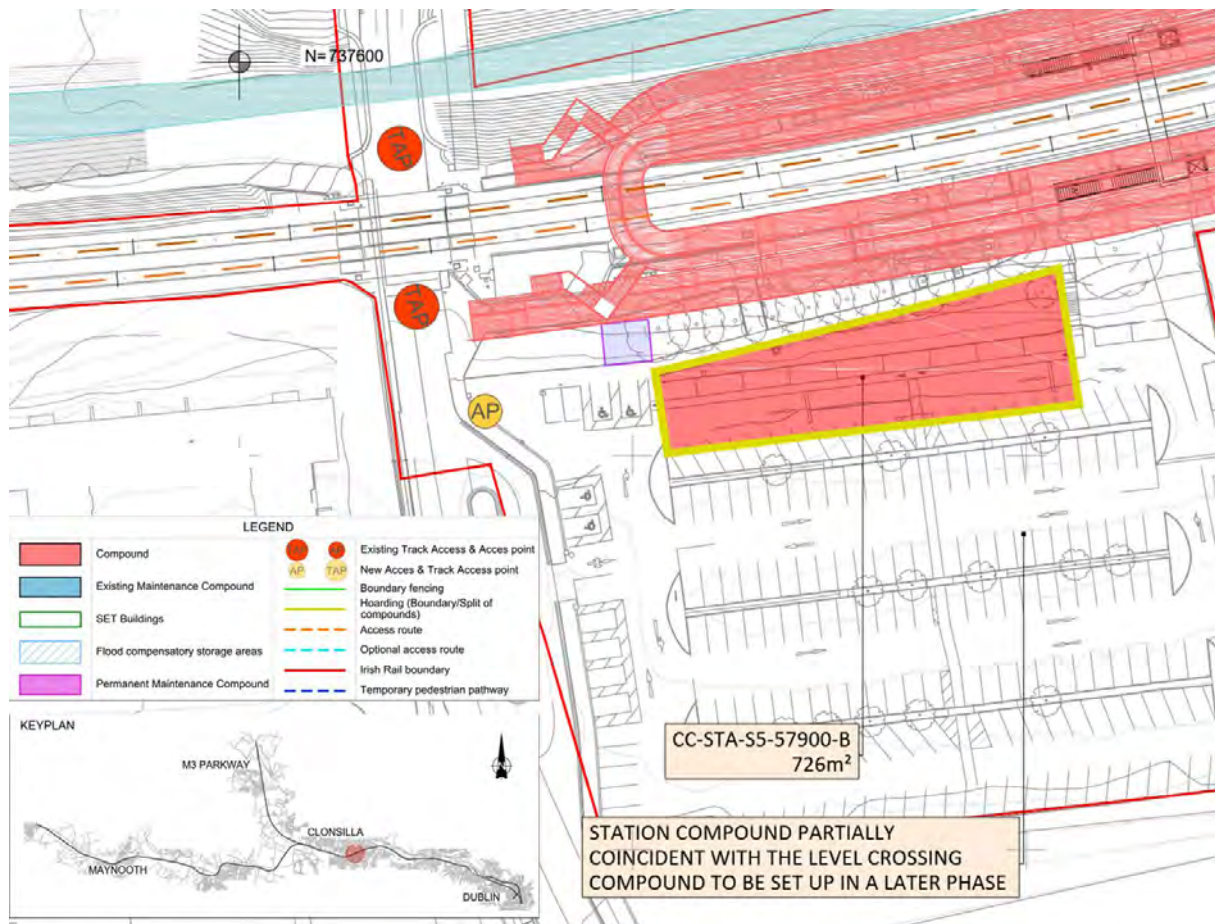 N=737600
TAP
TAP
AP
LEGEND
Compound
Existing Maintenance Compound
SET Buildings
Flood compensatory storage areas
Permanent Maintenance Compound
TAP AP Existing Track Access & Acces point
AP TAP New Acces & Track Access point
Boundary fencing
Hoarding (Boundary/Split of
compounds)
Access route
Optional access route
Irish Rail boundary
Temporary pedestrian pathway
CC-STA-S5-57900-B
726m²
STATION COMPOUND PARTIALLY
COINCIDENT WITH THE LEVEL CROSSING
COMPOUND TO BE SET UP IN A LATER PHASE
KEYPLAN
M3 PARKWAY
CLONSILLA
MAYNOOTH
DUBLIN